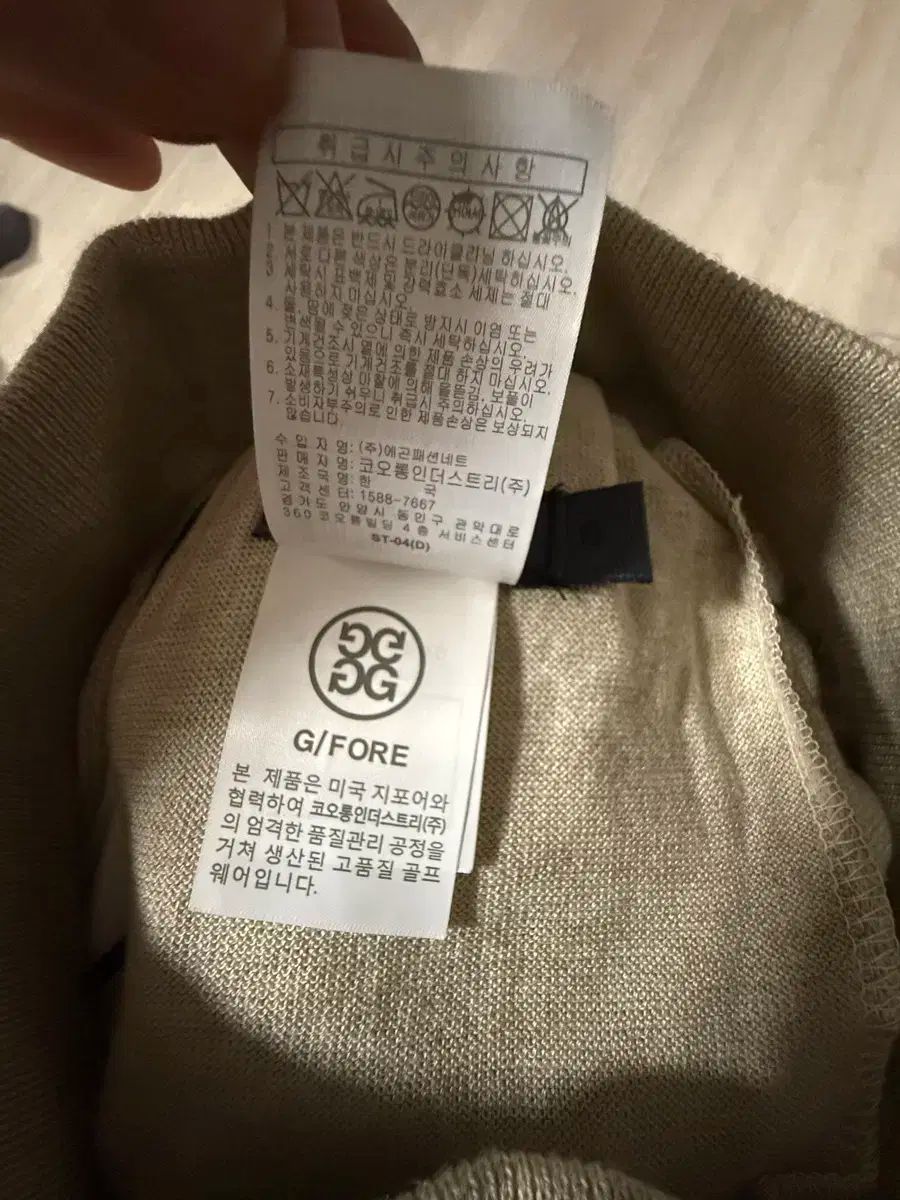 취급시주의사항
1. 본 제품은 반드시 드라이클리닝 하십시오.
2. 서로 다른 색상은 분리(단독)세탁하십시오.
3. 세탁시 표백제 및 강력효소 세제는 절대
사용하지 마십시오.
4. 물, 땀에 젖은 상태로 방치시 이염 또는
변색될 수 있으니 즉시 세탁하십시오.
5. 기계건조시 열에 의한 제품 손상의 우려가
있음으로 기계건조를 절대 하지 마십시오.
6. 소재특성상 마찰에 의해 올뜯김, 보풀이
발생하기 쉬우니 취급시 주의하십시오.
7. 소비자부주의로 인한 제품손상은 보상되지
않습니다.
수입자명: (주)에곤패션네트
판매자명: 코오롱인더스트리(주)
제조국명: 한국
고객센터: 1588-7667
경기도 안양시 동안구 관악대로
360 코오롱빌딩 4층 서비스센터
ST-04(D)
G/FORE
본 제품은 미국 지포어와
협력하여 코오롱인더스트리(주)
의 엄격한 품질관리 공정을
거쳐 생산된 고품질 골프
웨어입니다.